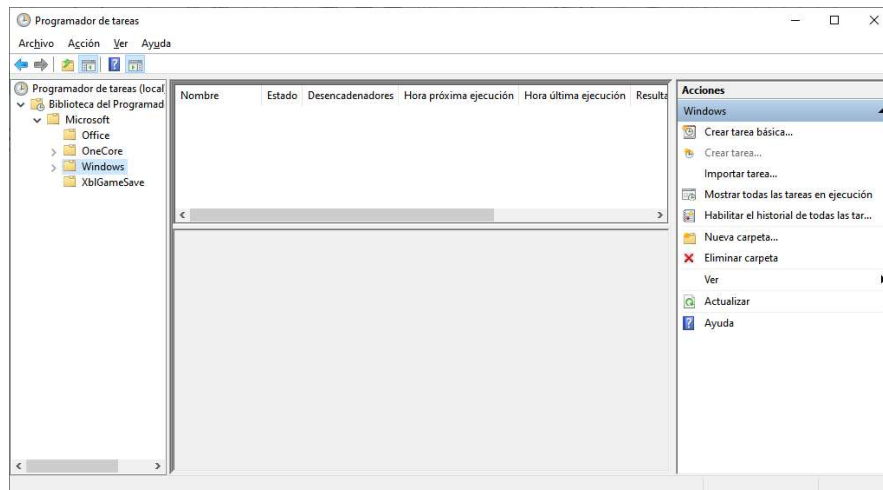 Programador de tareas
Archivo Acción Ver Ayuda
Programador de tareas (local
Biblioteca del Programad
Microsoft
Office
OneCore
Windows
XblGameSave
Nombre Estado Desencadenadores Hora próxima ejecución Hora última ejecución Resulta
Acciones
Windows
Crear tarea básica...
Crear tarea...
Importar tarea...
Mostrar todas las tareas en ejecución
Habilitar el historial de todas las tar...
Nueva carpeta...
Eliminar carpeta
Ver
Actualizar
Ayuda